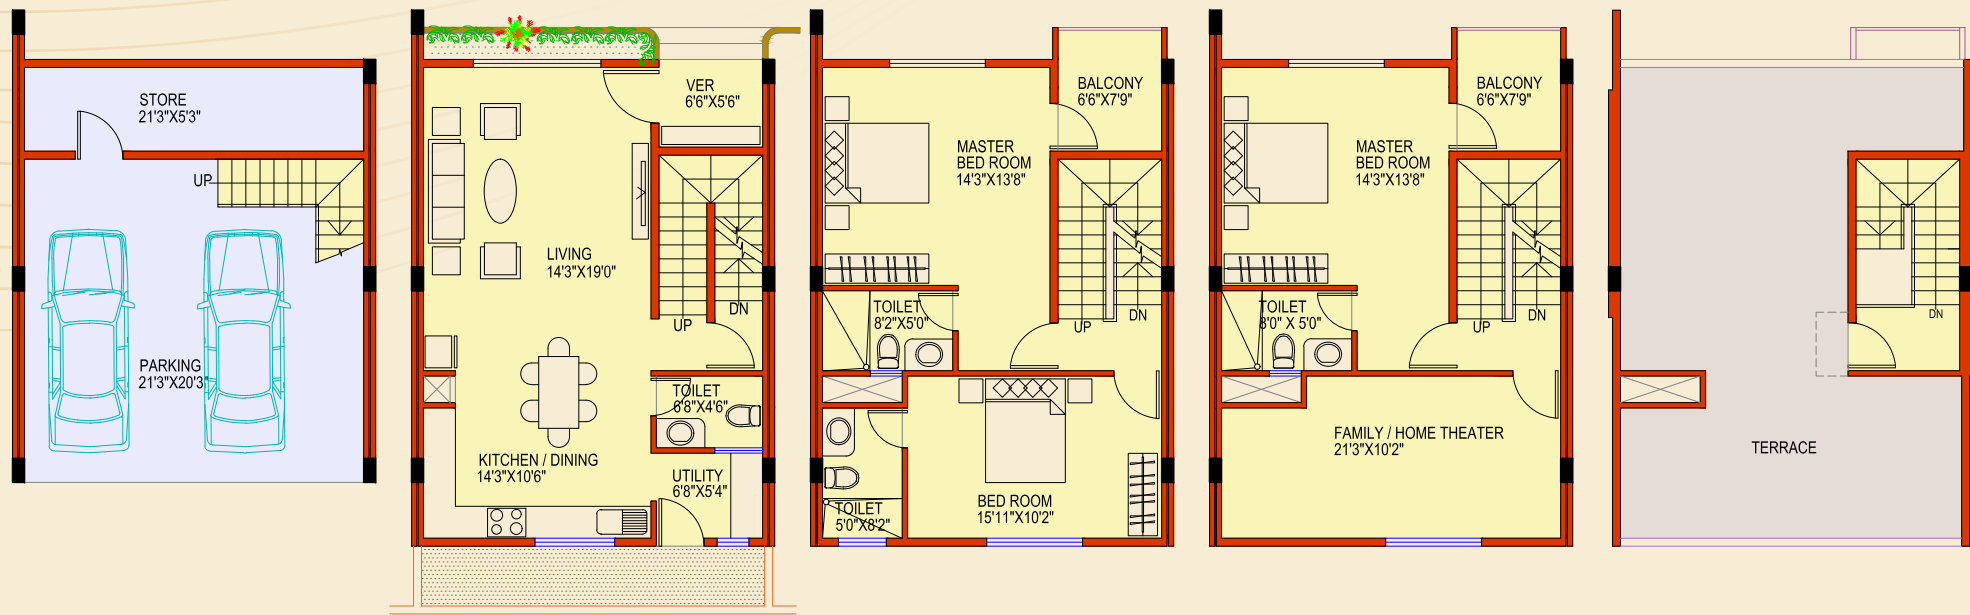 STORE
21'3"X5'3"
UP
PARKING
21'3"X20'3"
VER
6'6"X5'6"
LIVING
14'3"X19'0"
UP
DN
TOILET
6'8"X4'6"
KITCHEN / DINING
14'3"X10'6"
UTILITY
6'8"X5'4"
BALCONY
6'6"X7'9"
MASTER
BED ROOM
14'3"X13'8"
TOILET
8'2"X5'0"
UP
DN
BED ROOM
15'11"X10'2"
TOILET
5'0"X8'2"
BALCONY
6'6"X7'9"
MASTER
BED ROOM
14'3"X13'8"
TOILET
8'0" X 5'0"
UP
DN
FAMILY / HOME THEATER
21'3"X10'2"
DN
TERRACE